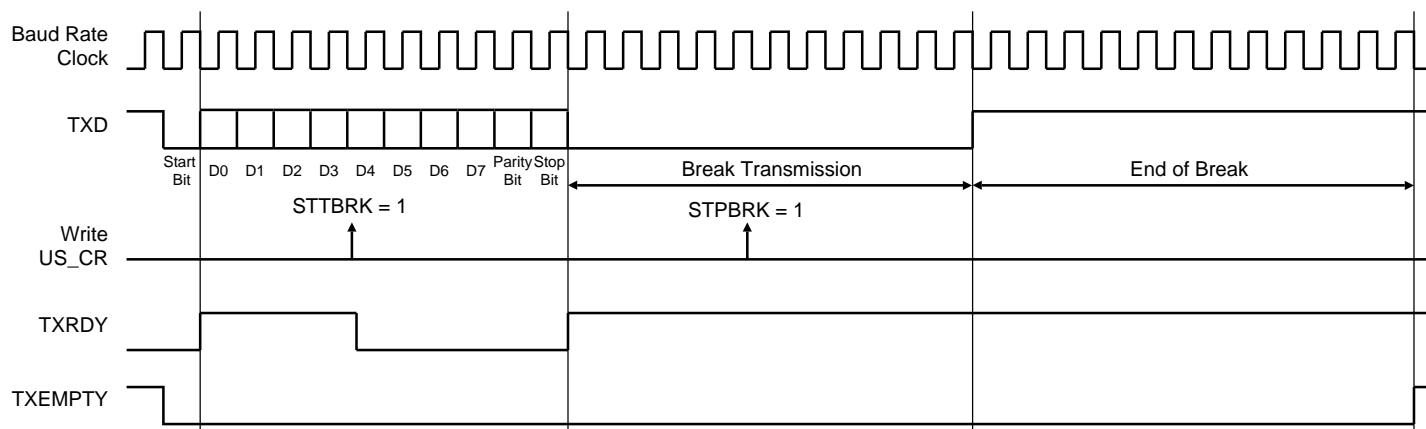 Baud Rate
Clock
TXD
Start
Bit
D0
D1
D2
D3
D4
D5
D6
D7
Parity
Bit
Stop
Bit
Break Transmission
End of Break
STTBRK = 1
STPBRK = 1
Write
US_CR
TXRDY
TXEMPTY